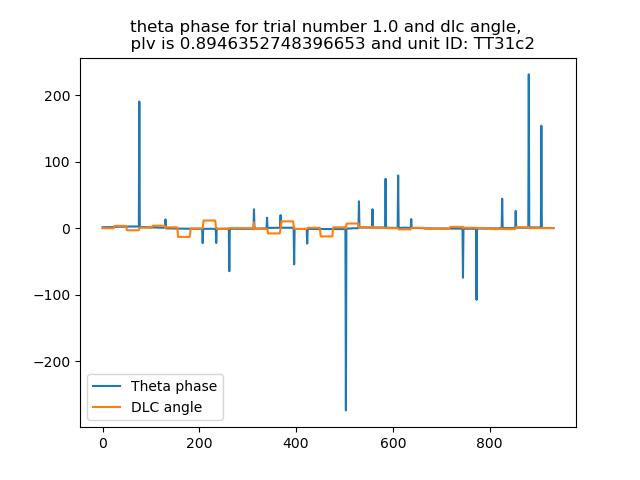 theta phase for trial number 1.0 and dlc angle,
plv is 0.8946352748396653 and unit ID: TT31c2
200
100
0
−100
−200
Theta phase
DLC angle
0 200 400 600 800